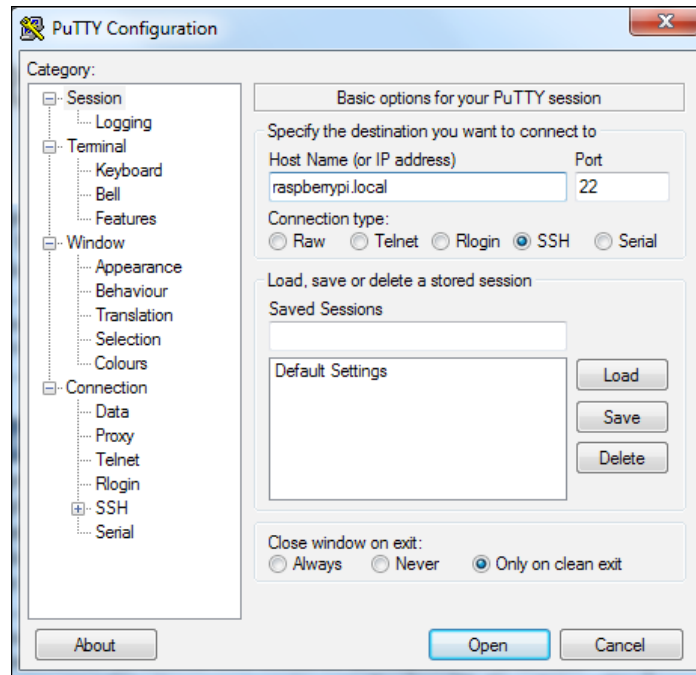 PuTTY Configuration
Category:
Session
Logging
Terminal
Keyboard
Bell
Features
Window
Appearance
Behaviour
Translation
Selection
Colours
Connection
Data
Proxy
Telnet
Rlogin
SSH
Serial
Basic options for your PuTTY session
Specify the destination you want to connect to
Host Name (or IP address) Port
raspberrypi.local 22
Connection type:
Raw Telnet Rlogin SSH Serial
Load, save or delete a stored session
Saved Sessions
Default Settings
Load
Save
Delete
Close window on exit:
Always Never Only on clean exit
About Open Cancel